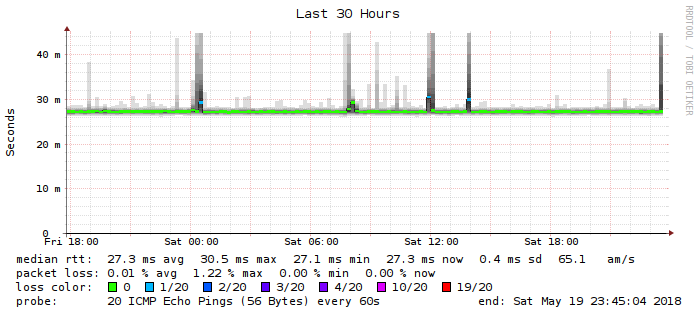 Last 30 Hours
RRDTOOL / TOBI OETIKER
Seconds
40 m
30 m
20 m
10 m
0
Fri 18:00 Sat 00:00 Sat 06:00 Sat 12:00 Sat 18:00
median rtt: 27.3 ms avg 30.5 ms max 27.1 ms min 27.3 ms now 0.4 ms sd 65.1 am/s
packet loss: 0.01 % avg 1.22 % max 0.00 % min 0.00 % now
loss color: 0 1/20 2/20 3/20 4/20 10/20 19/20
probe: 20 ICMP Echo Pings (56 Bytes) every 60s end: Sat May 19 23:45:04 2018